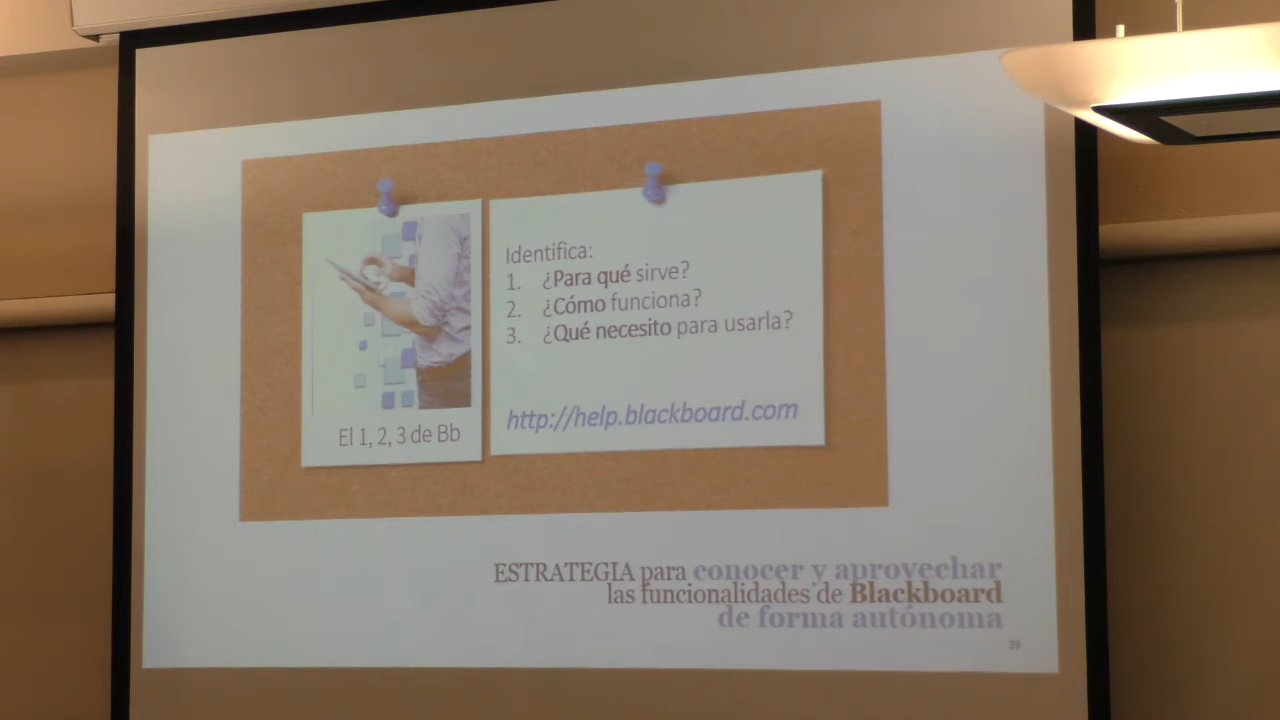 Identifica:
1. ¿Para qué sirve?
2. ¿Cómo funciona?
3. ¿Qué necesito para usarla?
http://help.blackboard.com
El 1, 2, 3 de Bb
ESTRATEGIA para conocer y aprovechar
las funcionalidades de Blackboard
de forma autónoma